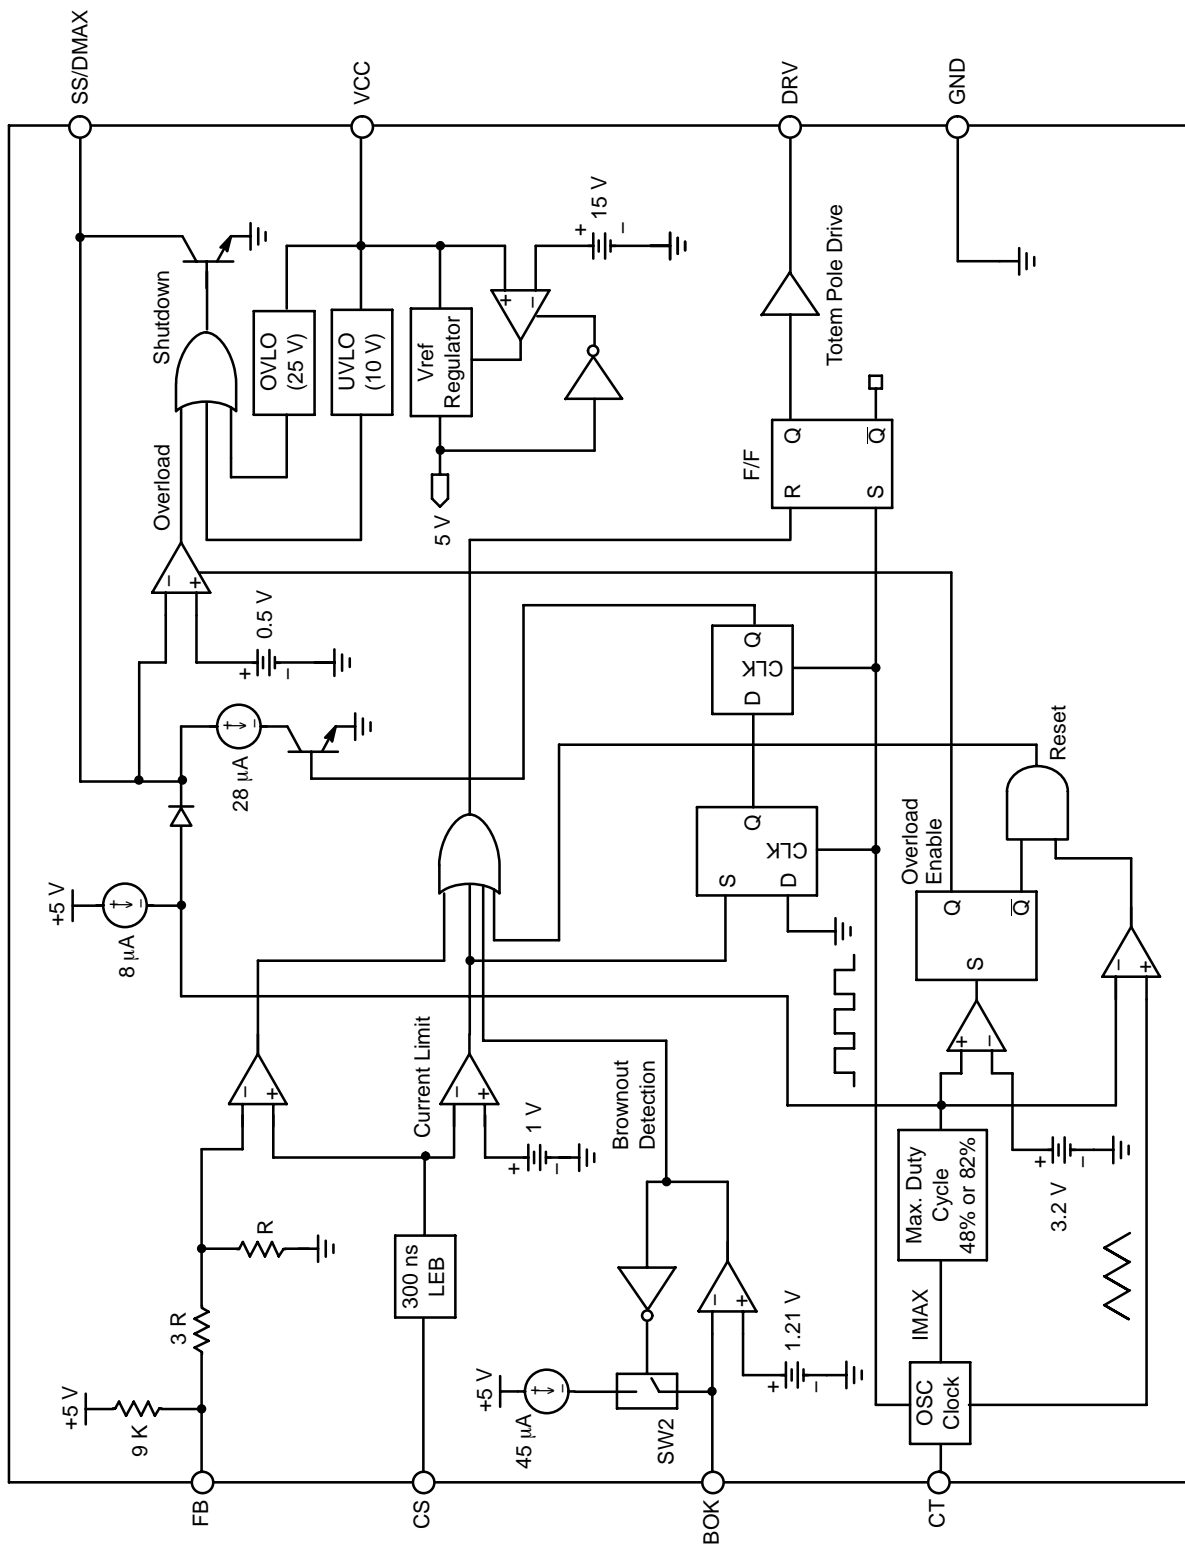 SS/DMAX
VCC
DRV
GND
Shutdown
OVLO
(25 V)
UVLO
(10 V)
Vref
Regulator
+
−
+
15 V
−
Totem Pole Drive
Overload
−
+
0.5 V
+
−
5 V
F/F
R
Q
S
Q
28 µA
+
−
+5 V
8 µA
+
−
D
Q
CLK
S
Q
D
CLK
Reset
Overload
Enable
Q
Q
S
−
+
Current Limit
−
+
+
1 V
−
Brownout
Detection
+
−
−
+
+5 V
9 K
3 R
R
300 ns
LEB
+5 V
45 µA
+
−
SW2
−
+
1.21 V
+
−
Max. Duty
Cycle
48% or 82%
3.2 V
+
−
IMAX
OSC
Clock
FB
CS
BOK
CT